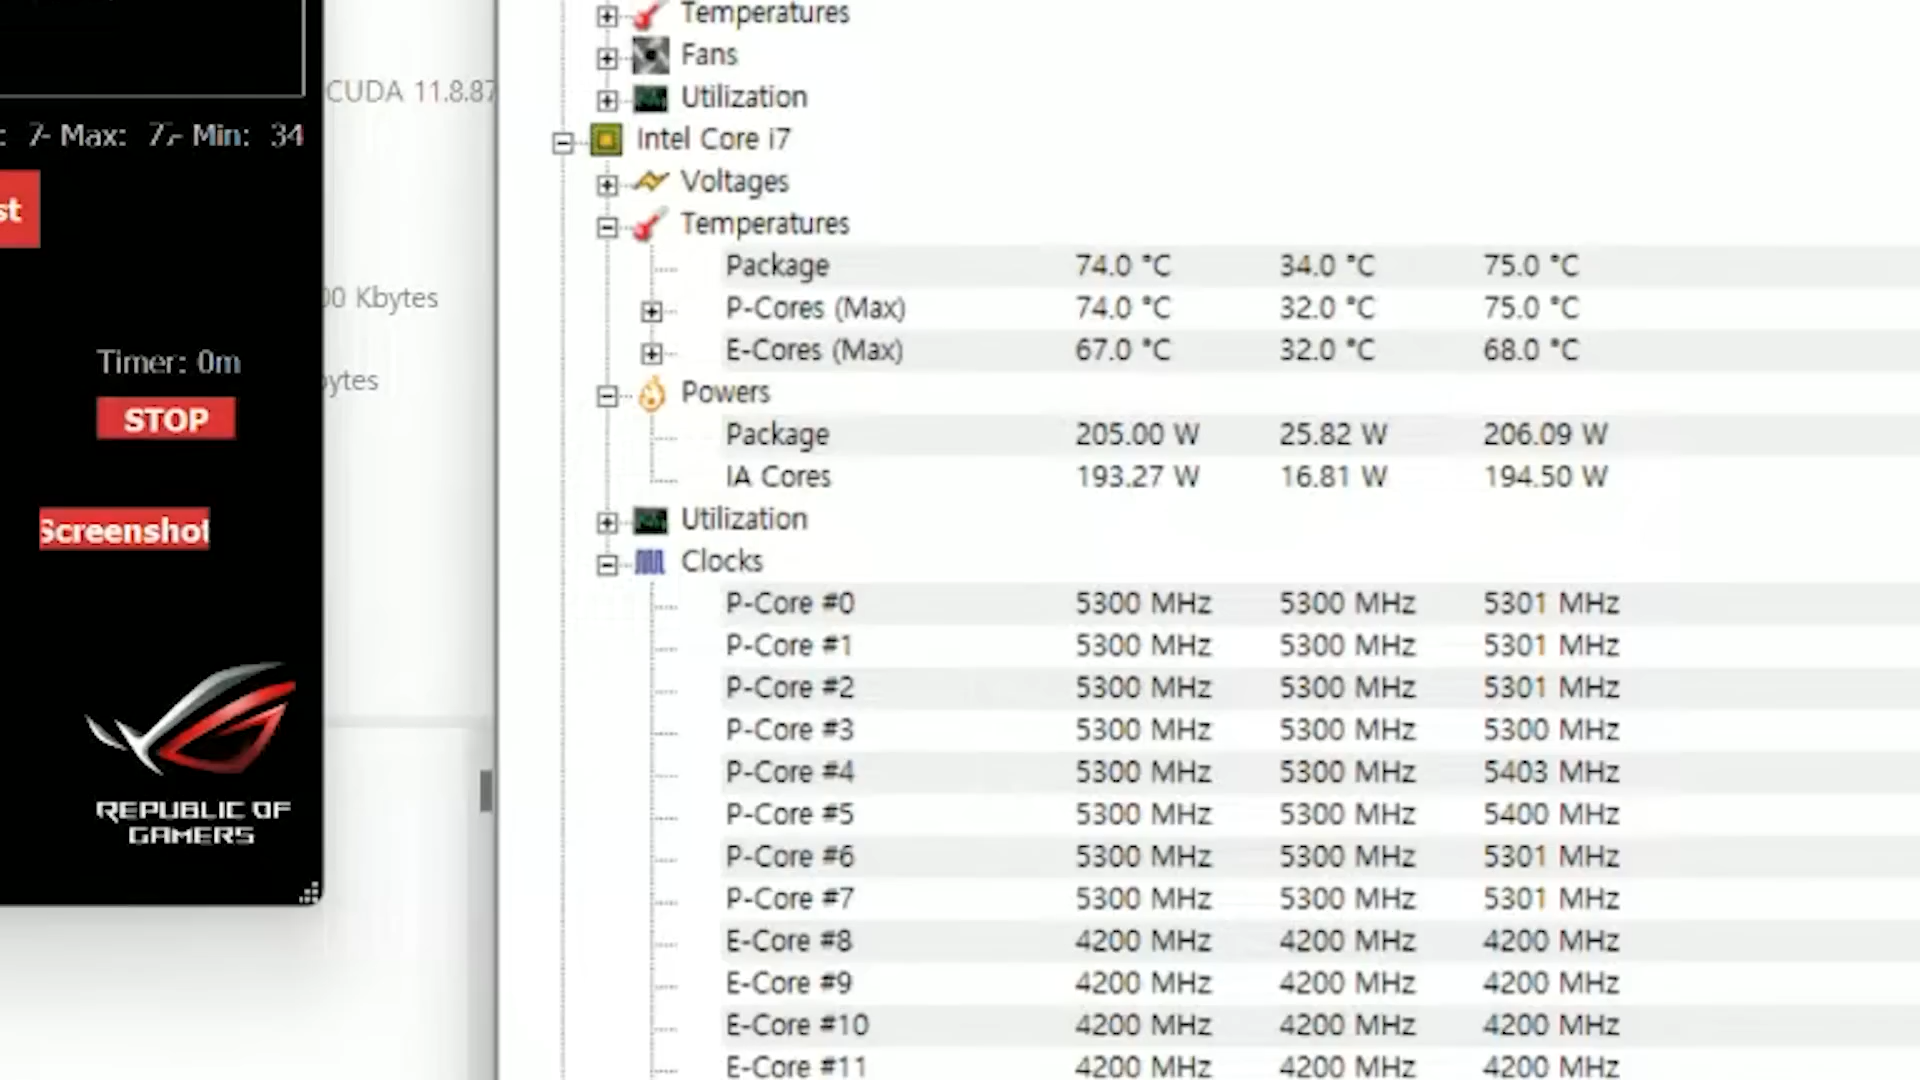 Temperatures
Fans
Utilization
Intel Core i7
Voltages
Temperatures
Package 74.0 °C 34.0 °C 75.0 °C
P-Cores (Max) 74.0 °C 32.0 °C 75.0 °C
E-Cores (Max) 67.0 °C 32.0 °C 68.0 °C
Powers
Package 205.00 W 25.82 W 206.09 W
IA Cores 193.27 W 16.81 W 194.50 W
Utilization
Clocks
P-Core #0 5300 MHz 5300 MHz 5301 MHz
P-Core #1 5300 MHz 5300 MHz 5301 MHz
P-Core #2 5300 MHz 5300 MHz 5301 MHz
P-Core #3 5300 MHz 5300 MHz 5300 MHz
P-Core #4 5300 MHz 5300 MHz 5403 MHz
P-Core #5 5300 MHz 5300 MHz 5400 MHz
P-Core #6 5300 MHz 5300 MHz 5301 MHz
P-Core #7 5300 MHz 5300 MHz 5301 MHz
E-Core #8 4200 MHz 4200 MHz 4200 MHz
E-Core #9 4200 MHz 4200 MHz 4200 MHz
E-Core #10 4200 MHz 4200 MHz 4200 MHz
E-Core #11 4200 MHz 4200 MHz 4200 MHz
CUDA 11.8.87
Max: Min: 34
st
00 Kbytes
Timer: 0m
bytes
STOP
Screenshot
REPUBLIC OF
GAMERS